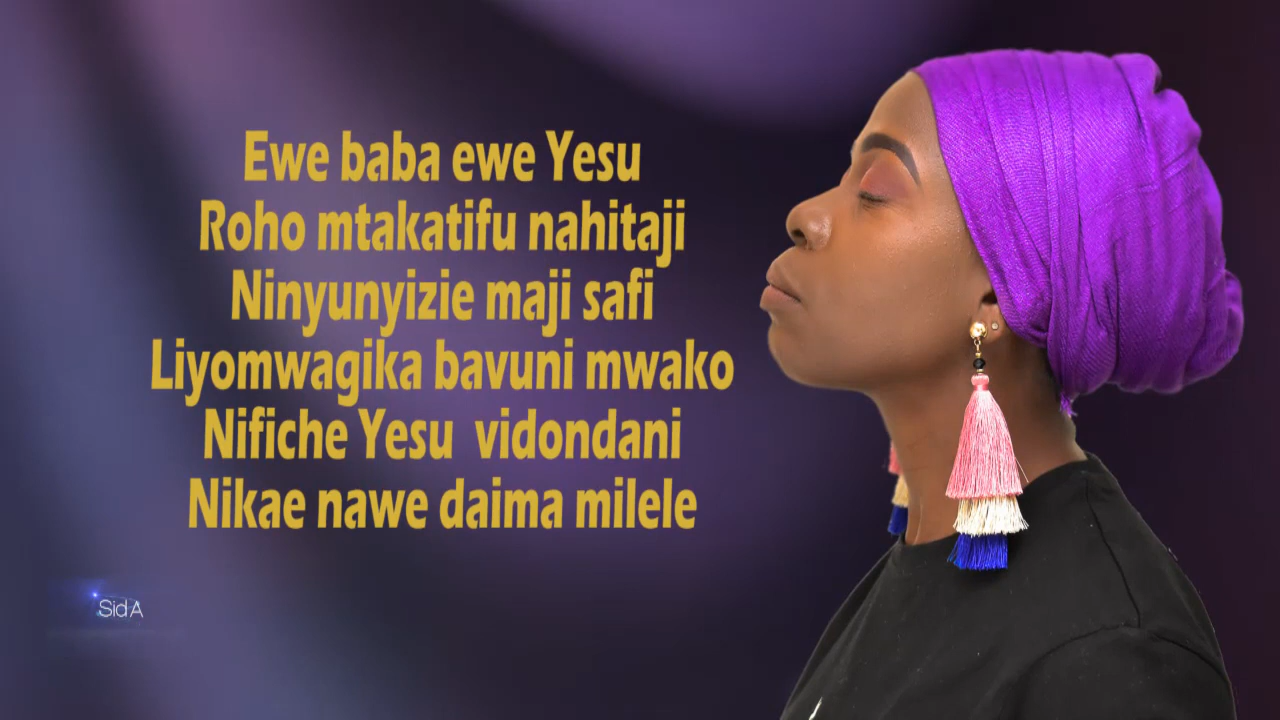 Ewe baba ewe Yesu
Roho mtakatifu nahitaji
Ninyunyizie maji safi
Liyomwagika bavuni mwako
Nifiche Yesu vidondani
Nikae nawe daima milele
Sid A